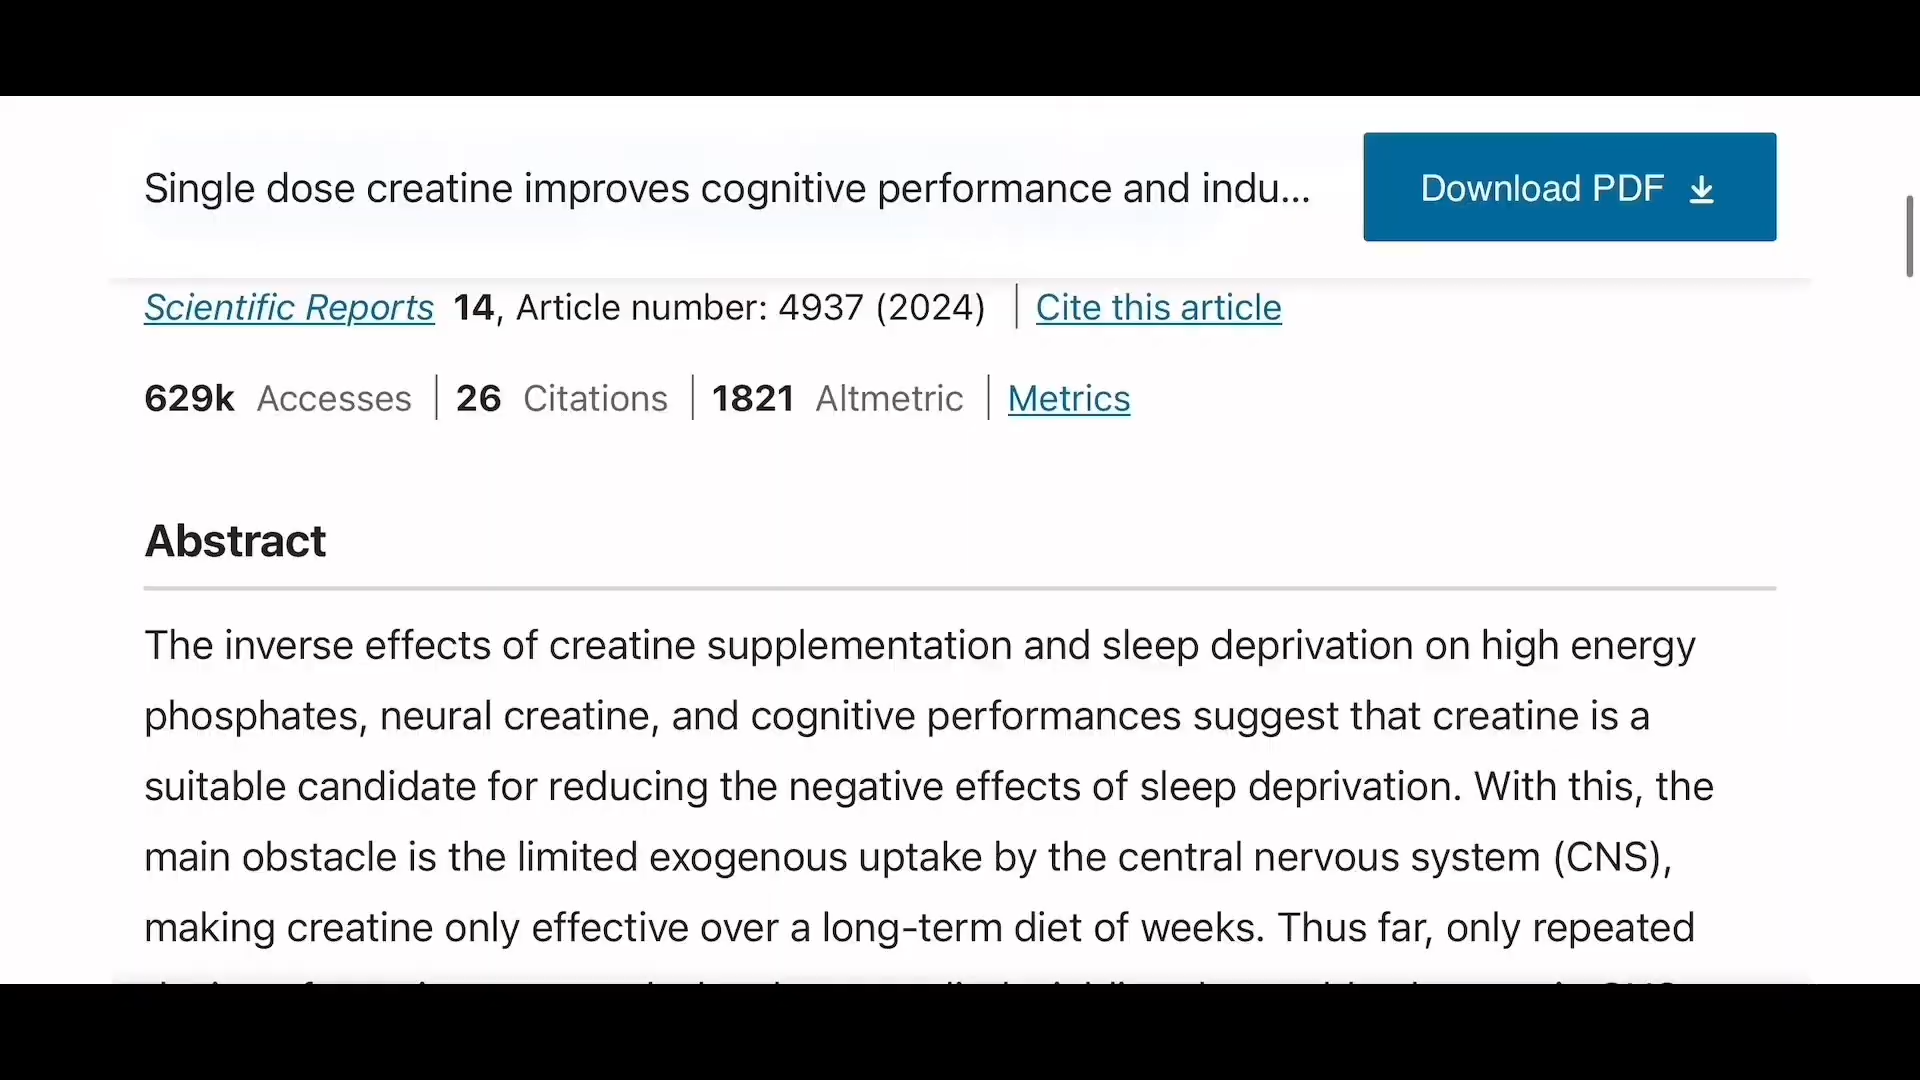 Single dose creatine improves cognitive performance and indu...
Download PDF
Scientific Reports 14, Article number: 4937 (2024) | Cite this article
629k Accesses | 26 Citations | 1821 Altmetric | Metrics
Abstract
The inverse effects of creatine supplementation and sleep deprivation on high energy
phosphates, neural creatine, and cognitive performances suggest that creatine is a
suitable candidate for reducing the negative effects of sleep deprivation. With this, the
main obstacle is the limited exogenous uptake by the central nervous system (CNS),
making creatine only effective over a long-term diet of weeks. Thus far, only repeated